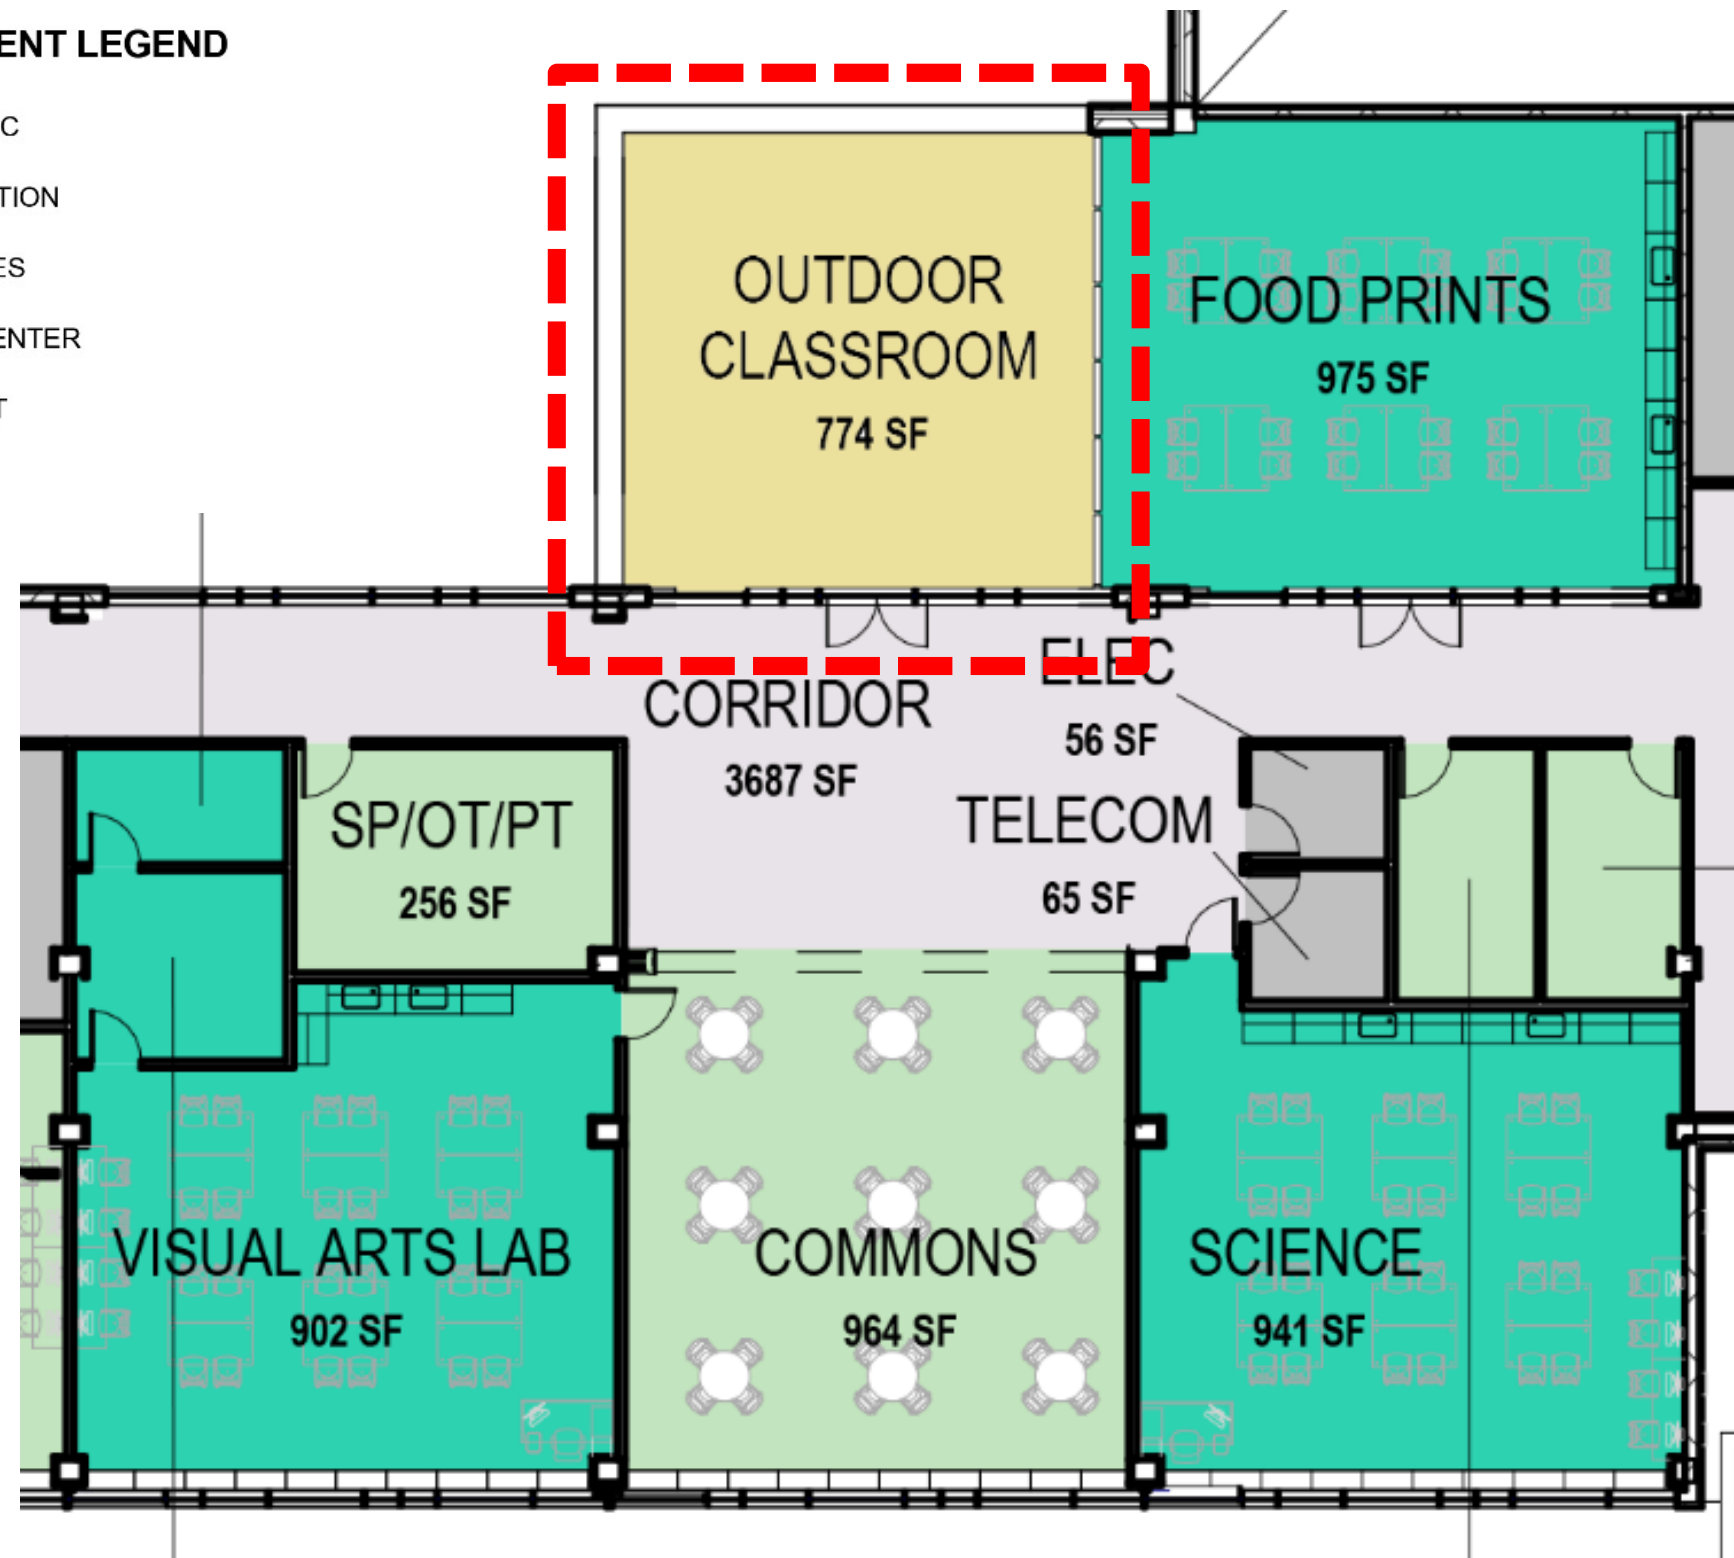 ENT LEGEND
C
TION
ES
ENTER
T
OUTDOOR
CLASSROOM
774 SF
FOOD PRINTS
975 SF
CORRIDOR
3687 SF
ELEC
56 SF
TELECOM
65 SF
SP/OT/PT
256 SF
VISUAL ARTS LAB
902 SF
COMMONS
964 SF
SCIENCE
941 SF